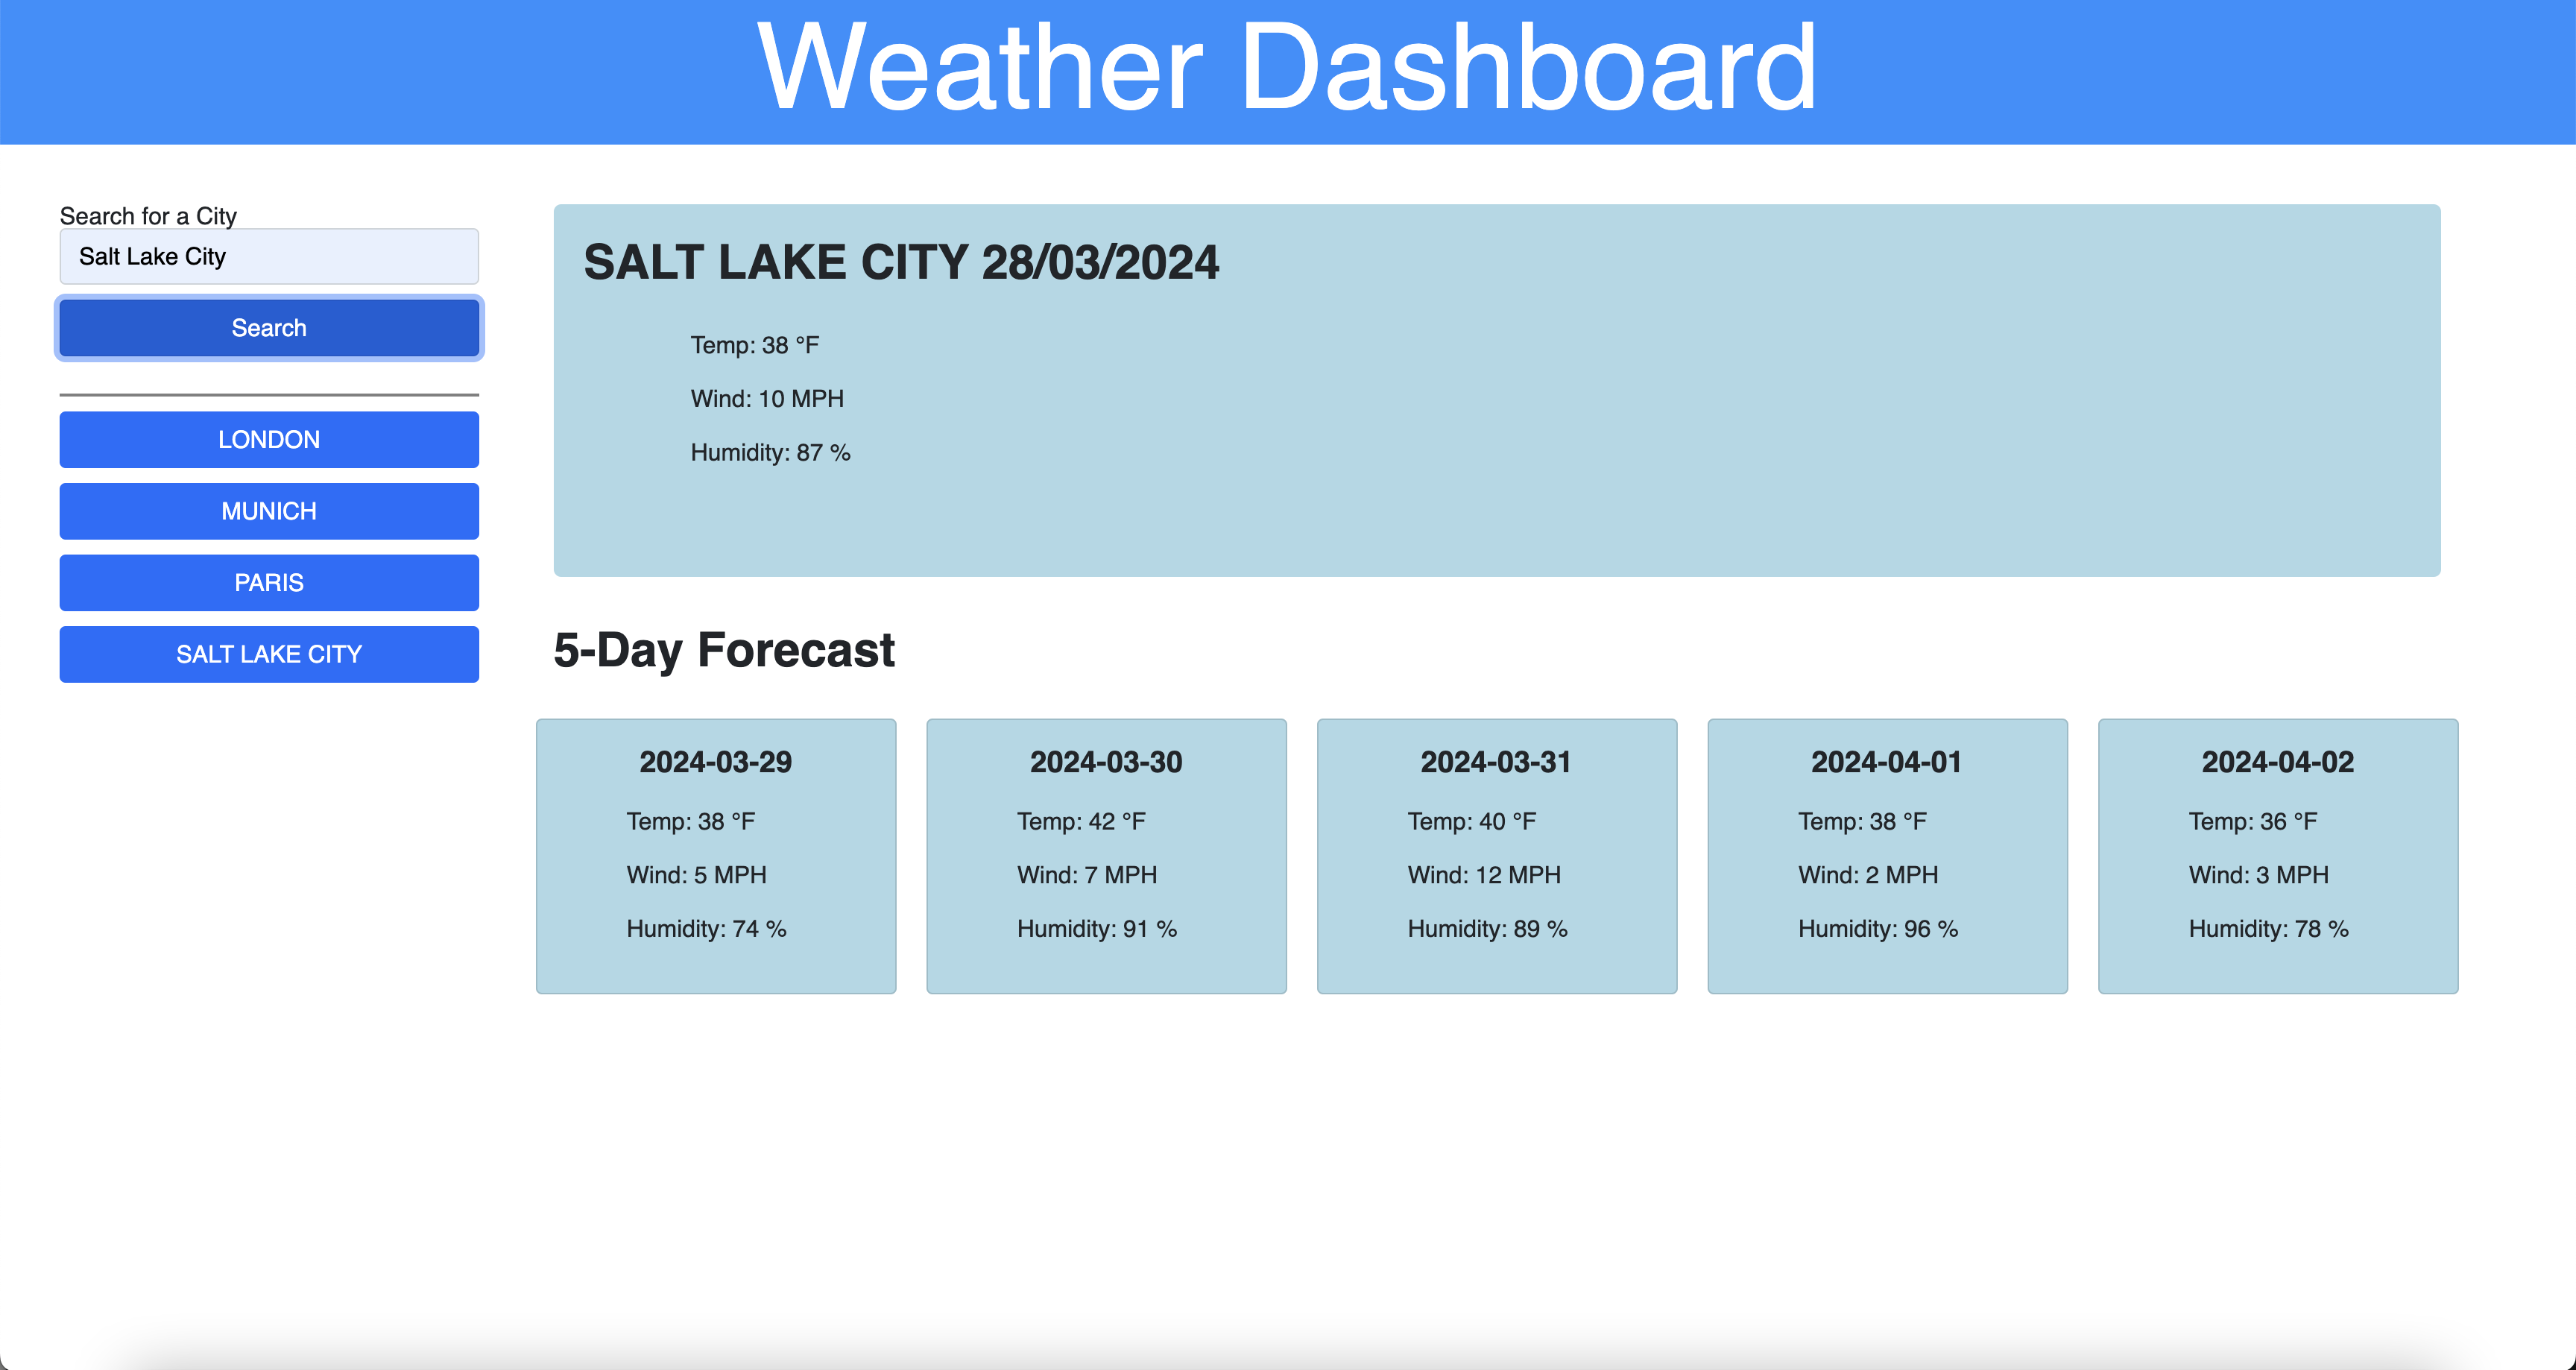 Weather Dashboard
Search for a City
Salt Lake City
Search
LONDON
MUNICH
PARIS
SALT LAKE CITY
SALT LAKE CITY 28/03/2024
Temp: 38 °F
Wind: 10 MPH
Humidity: 87 %
5-Day Forecast
2024-03-29
Temp: 38 °F
Wind: 5 MPH
Humidity: 74 %
2024-03-30
Temp: 42 °F
Wind: 7 MPH
Humidity: 91 %
2024-03-31
Temp: 40 °F
Wind: 12 MPH
Humidity: 89 %
2024-04-01
Temp: 38 °F
Wind: 2 MPH
Humidity: 96 %
2024-04-02
Temp: 36 °F
Wind: 3 MPH
Humidity: 78 %